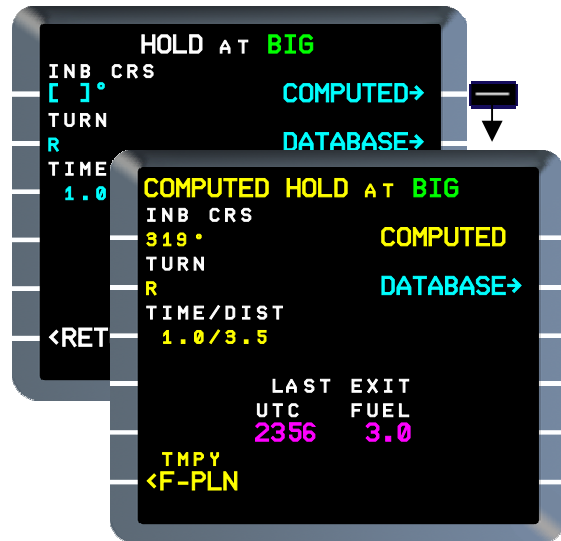 HOLD AT BIG
INB CRS
[ ]° COMPUTED→
TURN
R DATABASE→
TIME
1.0
<RET
COMPUTED HOLD AT BIG
INB CRS
319° COMPUTED
TURN
R DATABASE→
TIME/DIST
1.0/3.5
LAST EXIT
UTC FUEL
2356 3.0
TMPY
<F-PLN